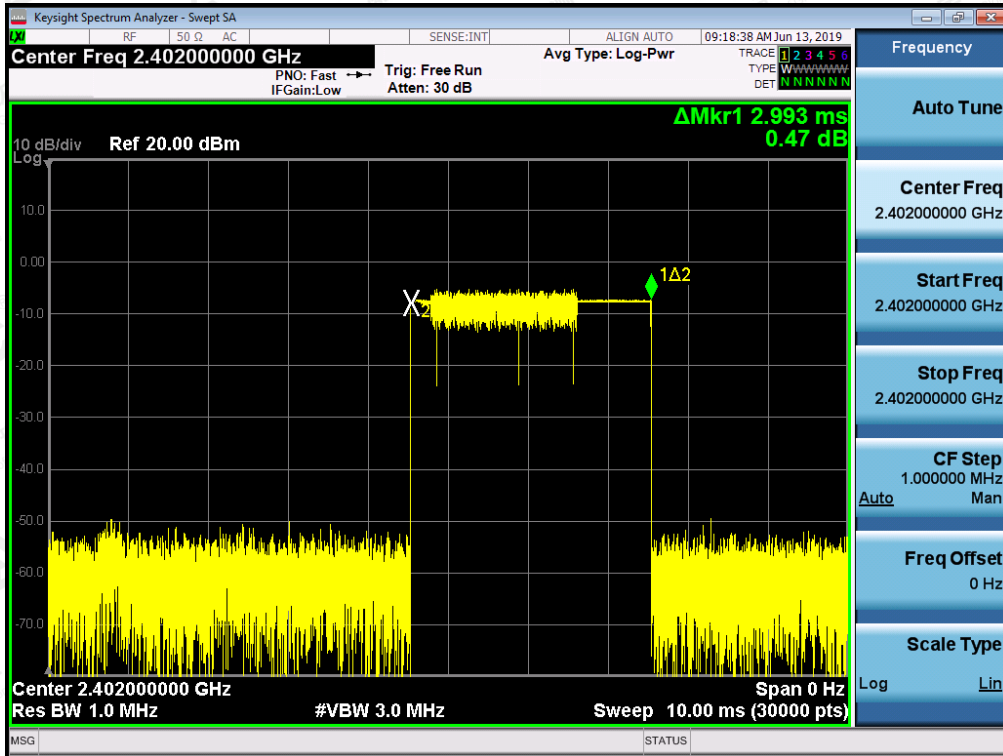 Keysight Spectrum Analyzer - Swept SA
LXI RF 50 Ω AC SENSE:INT ALIGN AUTO 09:18:38 AM Jun 13, 2019
Center Freq 2.402000000 GHz
PNO: Fast
IFGain:Low
Trig: Free Run
Atten: 30 dB
Avg Type: Log-Pwr
TRACE 1 2 3 4 5 6
TYPE WWWWWW
DET N N N N N N
ΔMkr1 2.993 ms
0.47 dB
10 dB/div Ref 20.00 dBm
Log
10.0
0.00
-10.0
-20.0
-30.0
-40.0
-50.0
-60.0
-70.0
X2
1Δ2
Center 2.402000000 GHz Span 0 Hz
Res BW 1.0 MHz #VBW 3.0 MHz Sweep 10.00 ms (30000 pts)
MSG STATUS
Frequency
Auto Tune
Center Freq
2.402000000 GHz
Start Freq
2.402000000 GHz
Stop Freq
2.402000000 GHz
CF Step
1.000000 MHz
Auto Man
Freq Offset
0 Hz
Scale Type
Log Lin